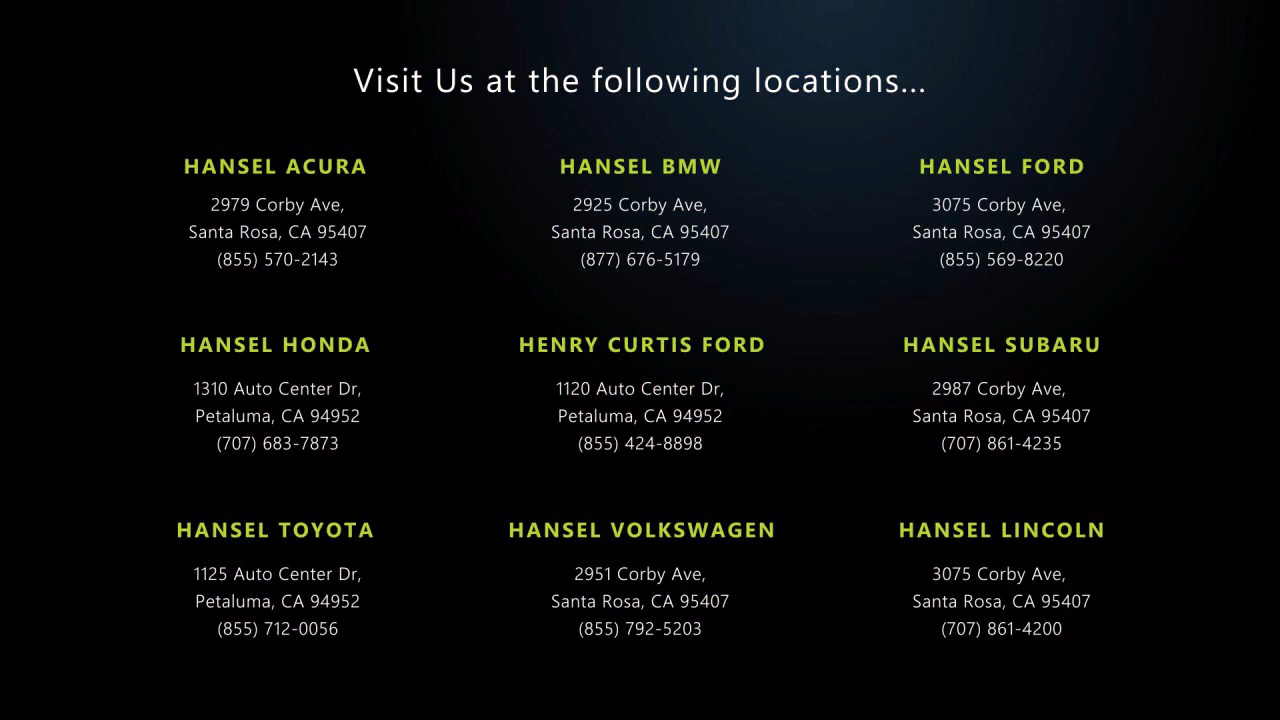 Visit Us at the following locations...
HANSEL ACURA
2979 Corby Ave,
Santa Rosa, CA 95407
(855) 570-2143
HANSEL BMW
2925 Corby Ave,
Santa Rosa, CA 95407
(877) 676-5179
HANSEL FORD
3075 Corby Ave,
Santa Rosa, CA 95407
(855) 569-8220
HANSEL HONDA
1310 Auto Center Dr,
Petaluma, CA 94952
(707) 683-7873
HENRY CURTIS FORD
1120 Auto Center Dr,
Petaluma, CA 94952
(855) 424-8898
HANSEL SUBARU
2987 Corby Ave,
Santa Rosa, CA 95407
(707) 861-4235
HANSEL TOYOTA
1125 Auto Center Dr,
Petaluma, CA 94952
(855) 712-0056
HANSEL VOLKSWAGEN
2951 Corby Ave,
Santa Rosa, CA 95407
(855) 792-5203
HANSEL LINCOLN
3075 Corby Ave,
Santa Rosa, CA 95407
(707) 861-4200